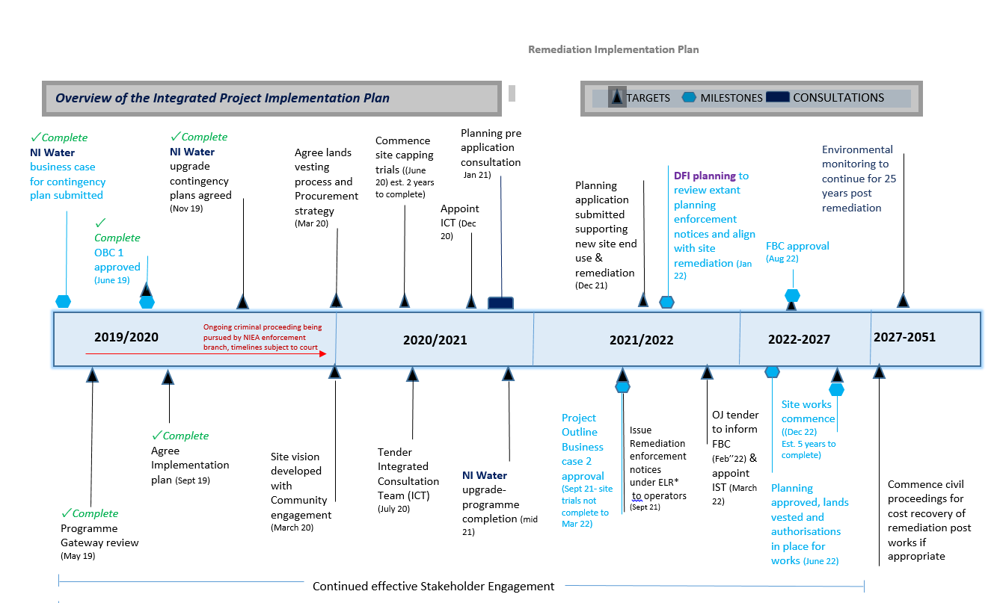 Remediation Implementation Plan
Overview of the Integrated Project Implementation Plan
TARGETS
MILESTONES
CONSULTATIONS
✓Complete
NI Water
business case
for contingency
plan submitted
✓
Complete
OBC 1
approved
(June 19)
✓Complete
NI Water
upgrade
contingency
plans agreed
(Nov 19)
Agree lands
vesting
process and
Procurement
strategy
(Mar 20)
Commence
site capping
trials ((June
20) est. 2 years
to complete)
Appoint
ICT (Dec
20)
Planning pre
application
consultation
Jan 21)
Planning
application
submitted
supporting
new site end
use &
remediation
(Dec 21)
DFI planning to
review extant
planning
enforcement
notices and align
with site
remediation (Jan
22)
FBC approval
(Aug 22)
Environmental
monitoring to
continue for 25
years post
remediation
2019/2020
Ongoing criminal proceeding being
pursued by NIEA enforcement
branch, timelines subject to court
2020/2021
2021/2022
2022-2027
2027-2051
✓Complete
Programme
Gateway review
(May 19)
✓Complete
Agree
Implementation
plan (Sept 19)
Site vision
developed
with
Community
engagement
(March 20)
Tender
Integrated
Consultation
Team (ICT)
(July 20)
NI Water
upgrade-
programme
completion (mid
21)
Project
Outline
Business
case 2
approval
(Sept 21- site
trials not
complete to
Mar 22)
Issue
Remediation
enforcement
notices
under ELR*
to operators
(Sept 21)
OJ tender
to inform
FBC
(Feb”22) &
appoint
IST (March
22)
Site works
commence
((Dec 22)
Est. 5 years to
complete)
Planning
approved, lands
vested and
authorisations
in place for
works (June 22)
Commence civil
proceedings for
cost recovery of
remediation post
works if
appropriate
Continued effective Stakeholder Engagement